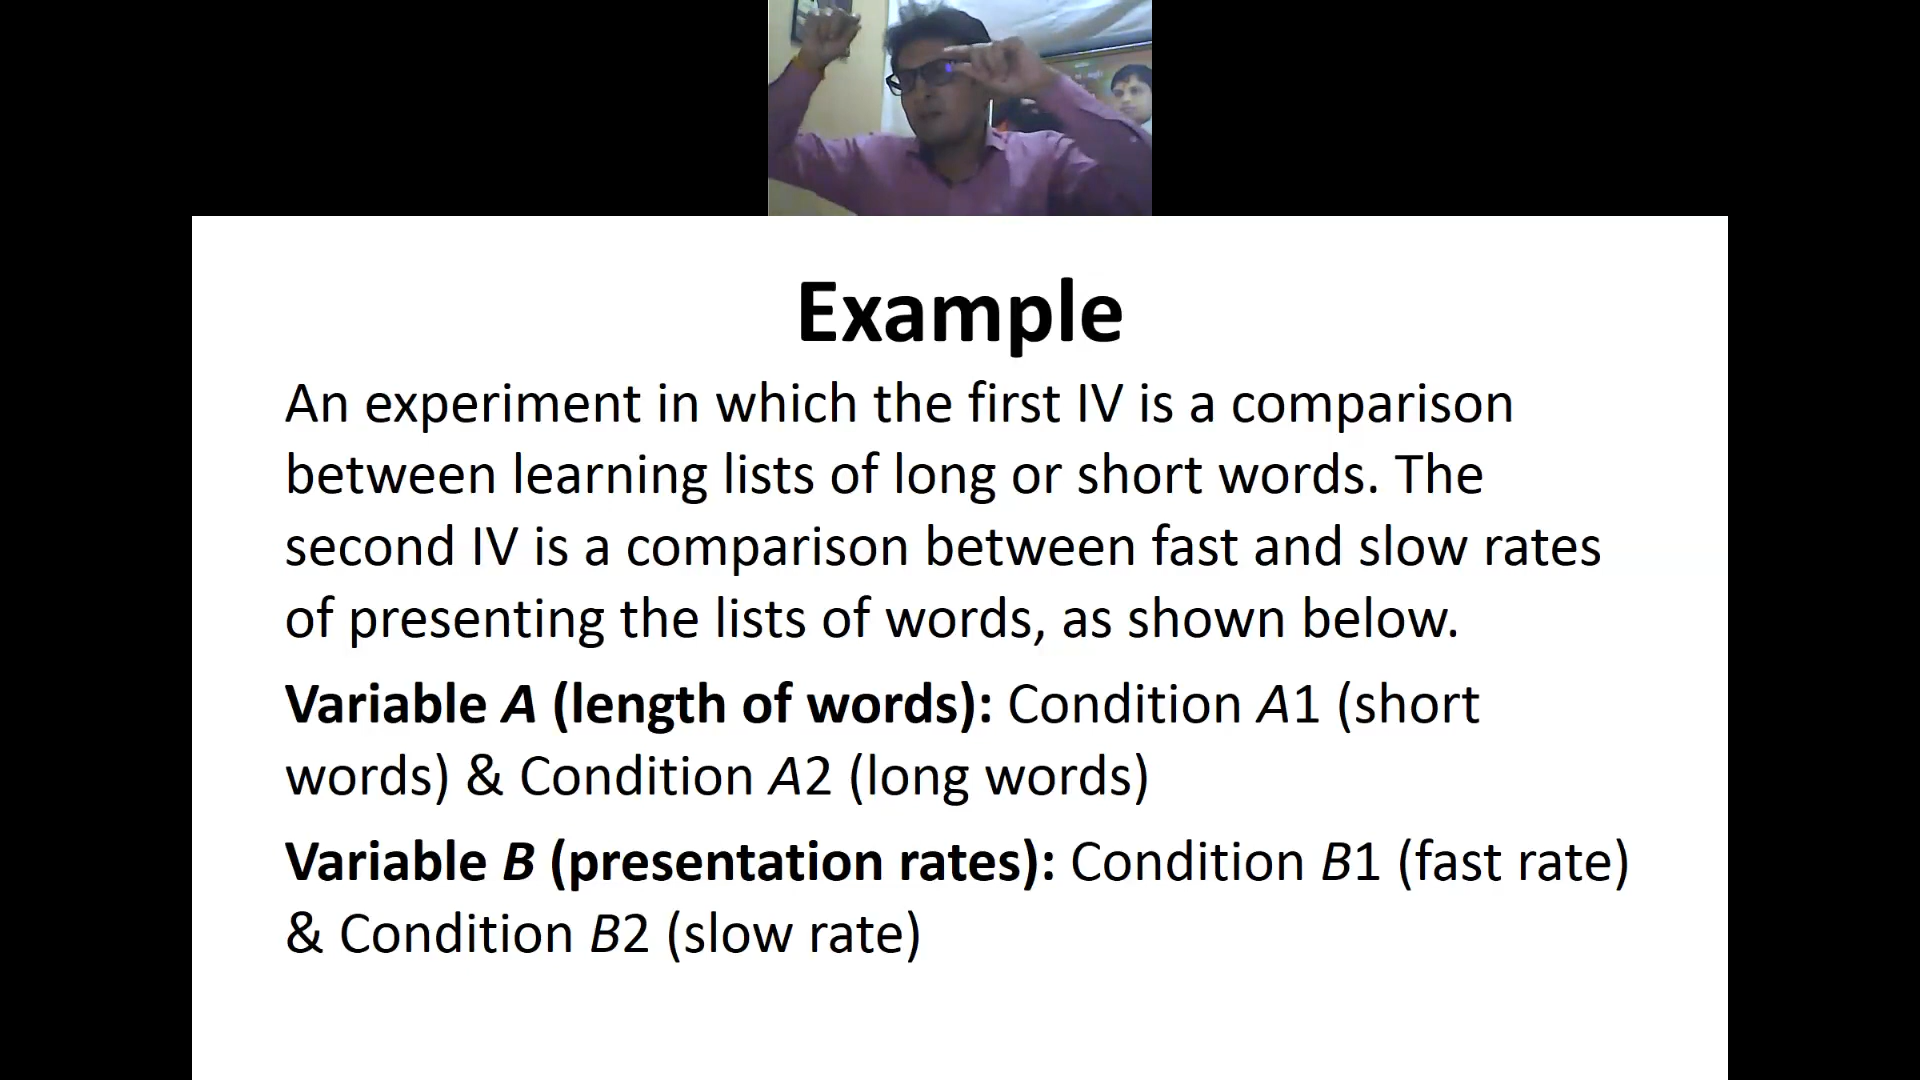 Example
An experiment in which the first IV is a comparison
between learning lists of long or short words. The
second IV is a comparison between fast and slow rates
of presenting the lists of words, as shown below.
Variable A (length of words): Condition A1 (short
words) & Condition A2 (long words)
Variable B (presentation rates): Condition B1 (fast rate)
& Condition B2 (slow rate)